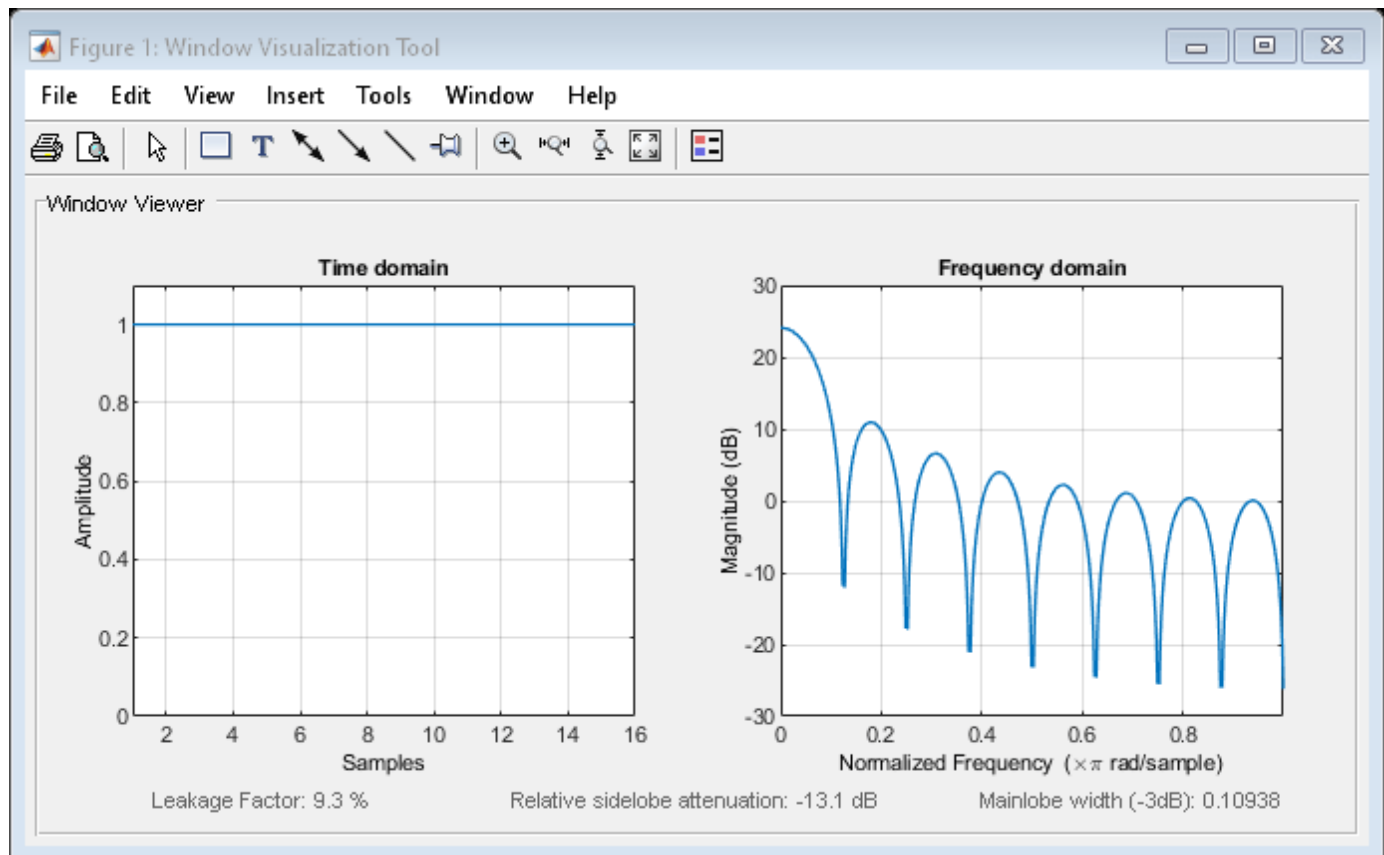 Figure 1: Window Visualization Tool
File Edit View Insert Tools Window Help
T
Window Viewer
Time domain
1
0.8
0.6
0.4
0.2
0
Amplitude
2 4 6 8 10 12 14 16
Samples
Frequency domain
30
20
10
0
-10
-20
-30
Magnitude (dB)
0 0.2 0.4 0.6 0.8
Normalized Frequency (×π rad/sample)
Leakage Factor: 9.3 % Relative sidelobe attenuation: -13.1 dB Mainlobe width (-3dB): 0.10938